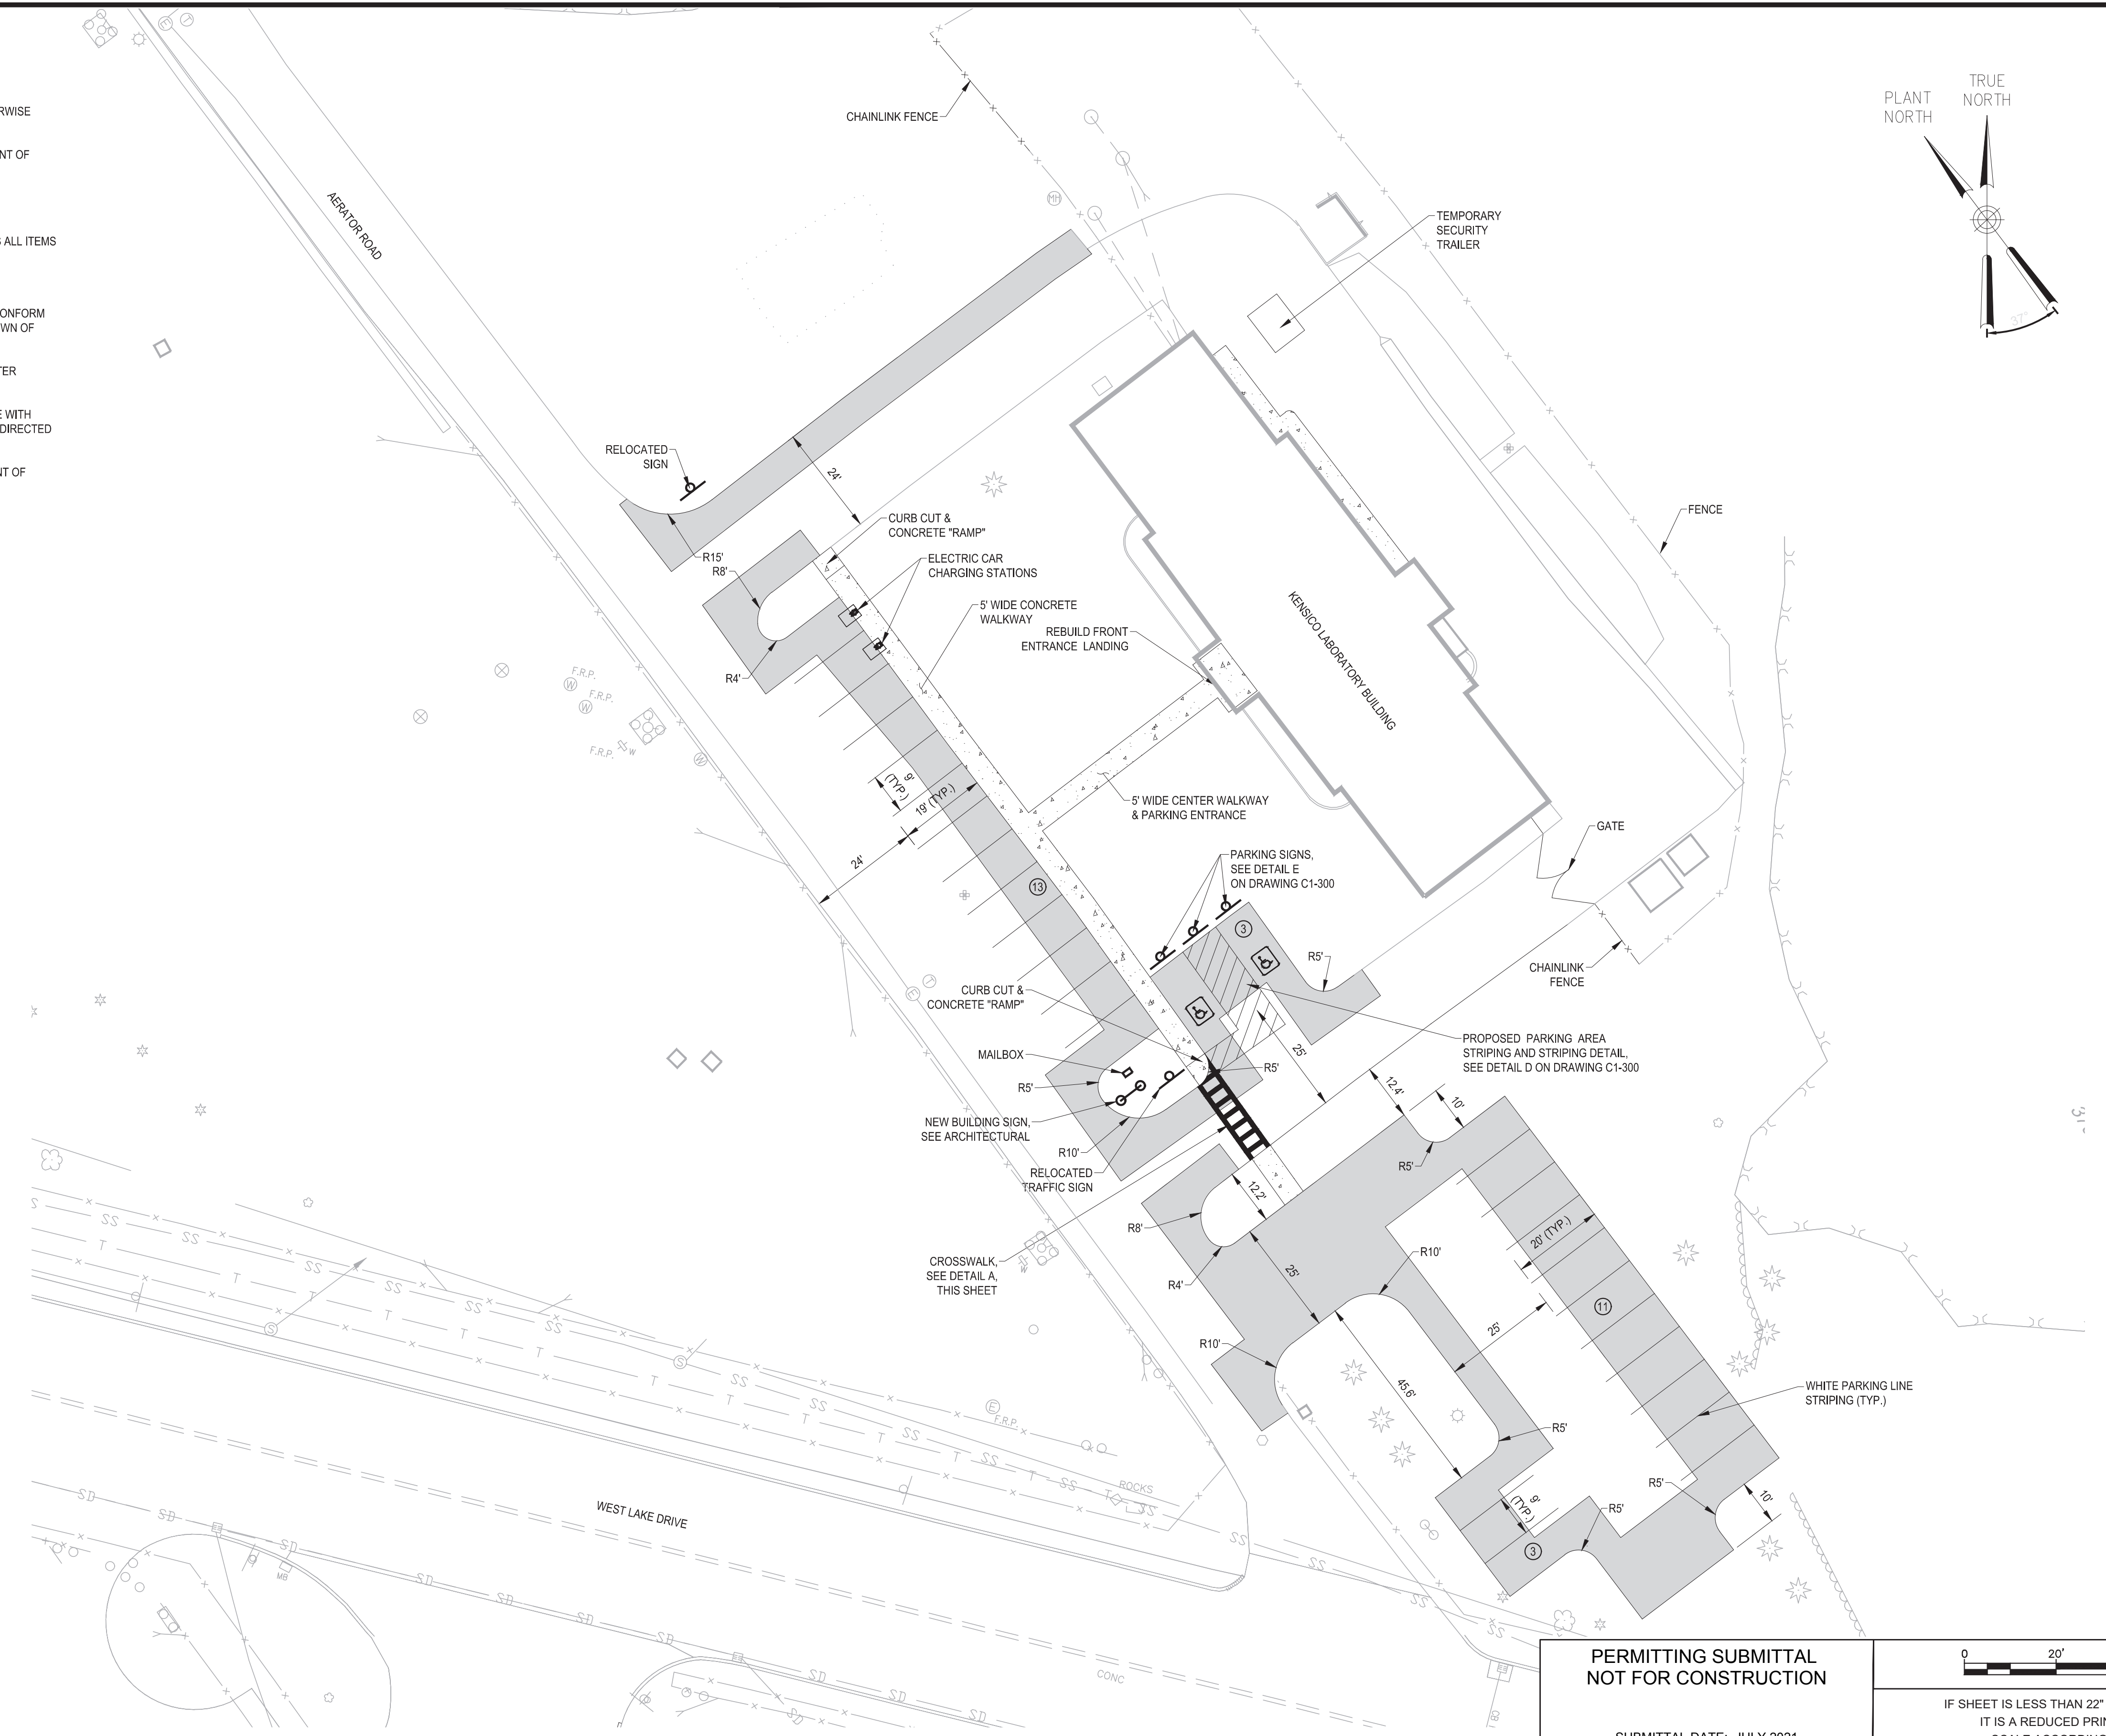 RWISE
NT OF
S ALL ITEMS
ONFORM
WN OF
TER
E WITH
DIRECTED
NT OF
CHAINLINK FENCE
AERATOR ROAD
MH
PLANT
NORTH
TRUE
NORTH
37°
TEMPORARY
SECURITY
TRAILER
RELOCATED
SIGN
24'
CURB CUT &
CONCRETE "RAMP"
R15'
R8'
ELECTRIC CAR
CHARGING STATIONS
5' WIDE CONCRETE
WALKWAY
REBUILD FRONT
ENTRANCE LANDING
R4'
KENSICO LABORATORY BUILDING
FENCE
F.R.P.
W
F.R.P.
W
F.R.P.
W
W
9'
(TYP.)
19' (TYP.)
24'
5' WIDE CENTER WALKWAY
& PARKING ENTRANCE
GATE
PARKING SIGNS,
SEE DETAIL E
ON DRAWING C1-300
13
3
R5'
CHAINLINK
FENCE
E
T
CURB CUT &
CONCRETE "RAMP"
PROPOSED PARKING AREA
STRIPING AND STRIPING DETAIL,
SEE DETAIL D ON DRAWING C1-300
MAILBOX
25'
R5'
R5'
12.4'
10'
NEW BUILDING SIGN,
SEE ARCHITECTURAL
R10'
RELOCATED
TRAFFIC SIGN
R5'
12.2'
R8'
20' (TYP.)
CROSSWALK,
SEE DETAIL A,
THIS SHEET
W
R4'
25'
R10'
11
25'
R10'
45.6'
WHITE PARKING LINE
STRIPING (TYP.)
R5'
R5'
10'
9'
(TYP.)
R5'
3
E
F.R.P.
ROCKS
WEST LAKE DRIVE
MB
CONC
PERMITTING SUBMITTAL
NOT FOR CONSTRUCTION
SUBMITTAL DATE: JULY 2021
0 20'
IF SHEET IS LESS THAN 22"
IT IS A REDUCED PRIN